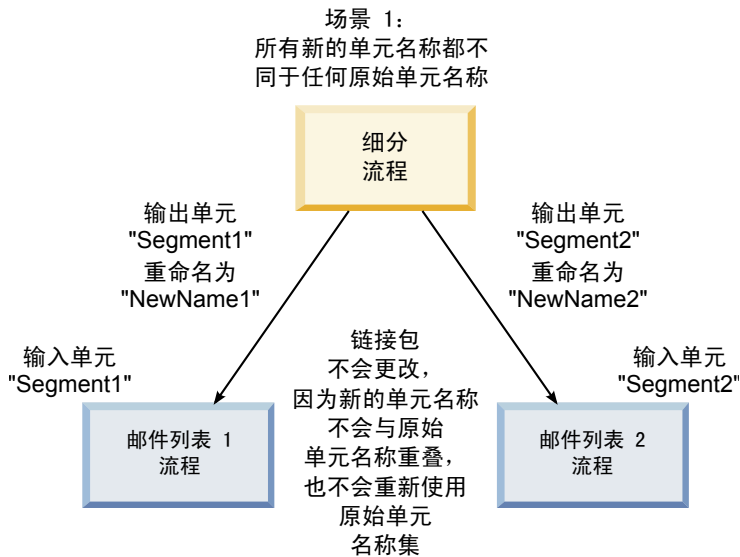 场景 1：
所有新的单元名称都不
同于任何原始单元名称
细分
流程
输出单元
"Segment1"
重命名为
"NewName1"
输出单元
"Segment2"
重命名为
"NewName2"
输入单元
"Segment1"
链接包
不会更改，
因为新的单元名称
不会与原始
单元名称重叠，
也不会重新使用
原始单元
名称集
输入单元
"Segment2"
邮件列表 1
流程
邮件列表 2
流程